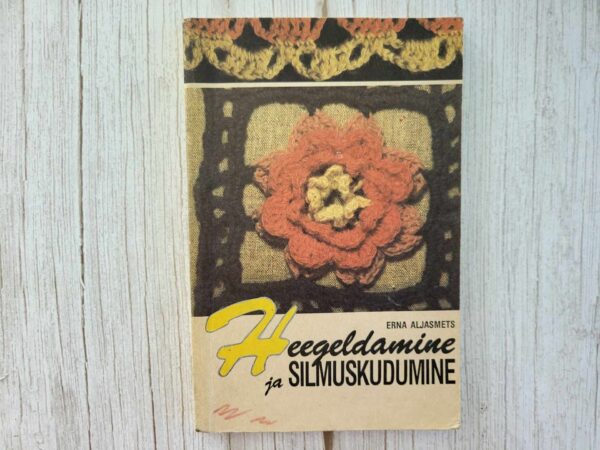 ERNA ALJASMETS
Heegeldamine
ja SILMUSKUDUMINE